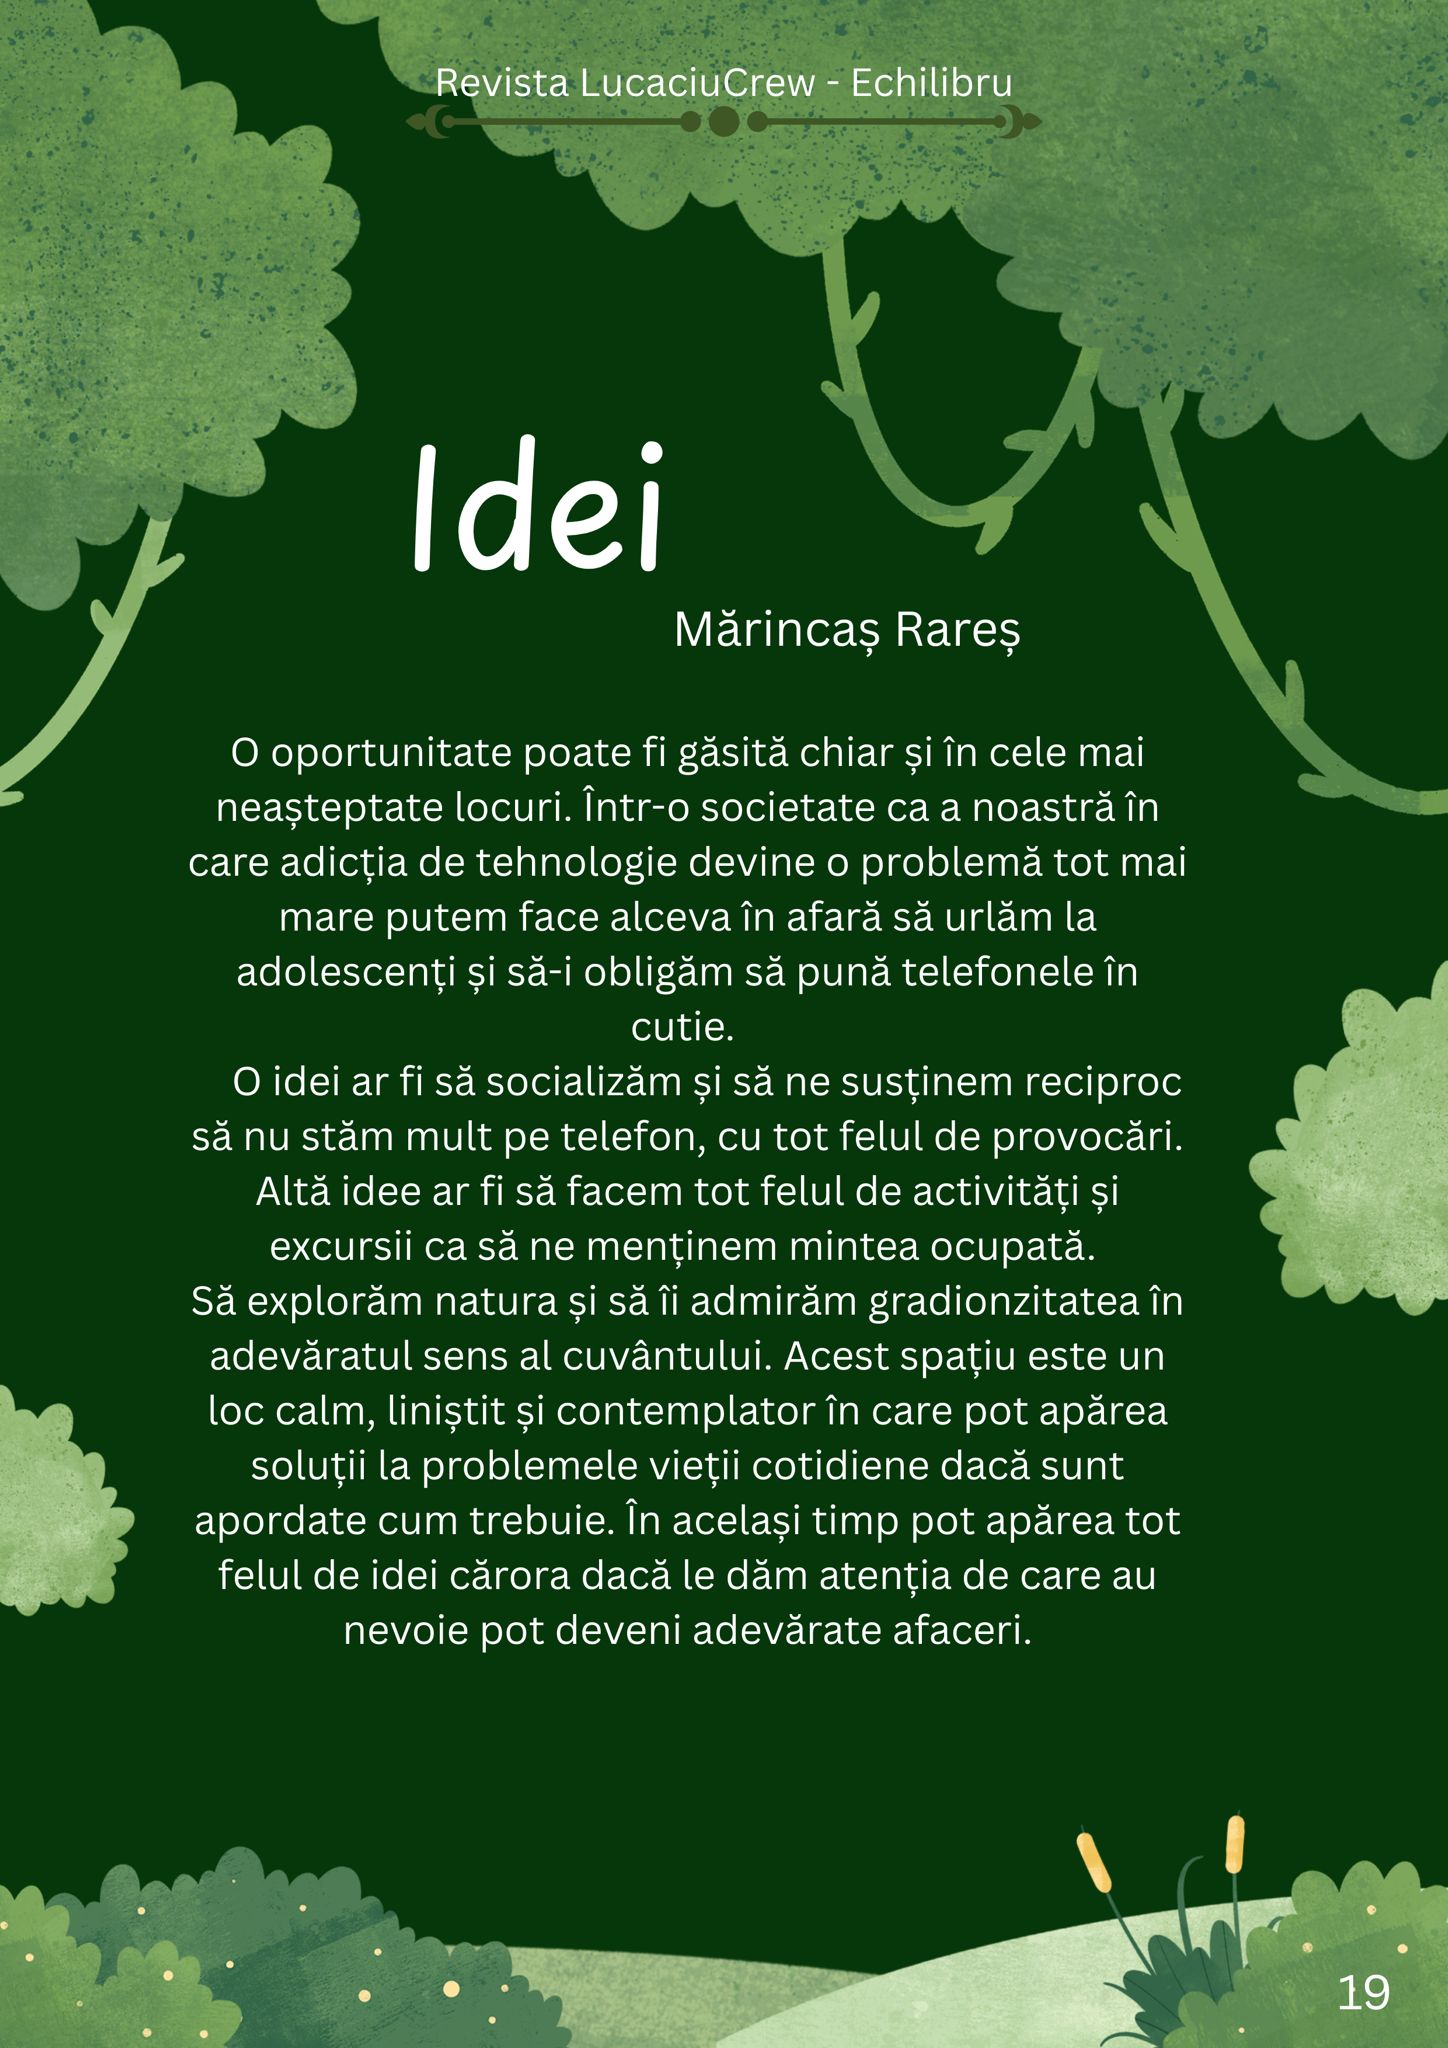 Revista LucaciuCrew - Echilibru
Idei
Mărincaș Rareș
O oportunitate poate fi găsită chiar și în cele mai
neașteptate locuri. Într-o societate ca a noastră în
care adicția de tehnologie devine o problemă tot mai
mare putem face alceva în afară să urlăm la
adolescenți și să-i obligăm să pună telefonele în
cutie.
O idei ar fi să socializăm și să ne susținem reciproc
să nu stăm mult pe telefon, cu tot felul de provocări.
Altă idee ar fi să facem tot felul de activități și
excursii ca să ne menținem mintea ocupată.
Să explorăm natura și să îi admirăm gradionzitatea în
adevăratul sens al cuvântului. Acest spațiu este un
loc calm, liniștit și contemplator în care pot apărea
soluții la problemele vieții cotidiene dacă sunt
apordate cum trebuie. În același timp pot apărea tot
felul de idei cărora dacă le dăm atenția de care au
nevoie pot deveni adevărate afaceri.
19